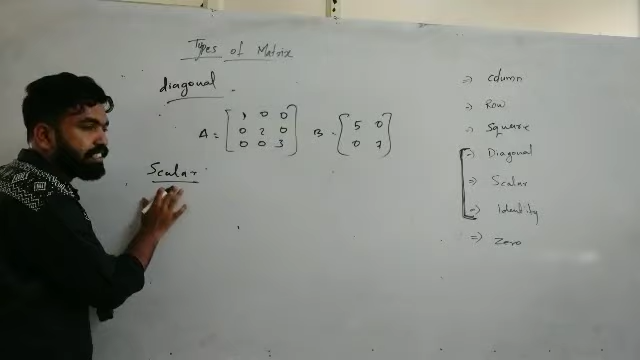 Types of Matrix
diagonal
A = [ 1 0 0
0 2 0
0 0 3 ]
B = [ 5 0
0 7 ]
Scalar
⇒ Column
⇒ Row
⇒ Square
⇒ Diagonal
⇒ Scalar
⇒ Identity
⇒ Zero